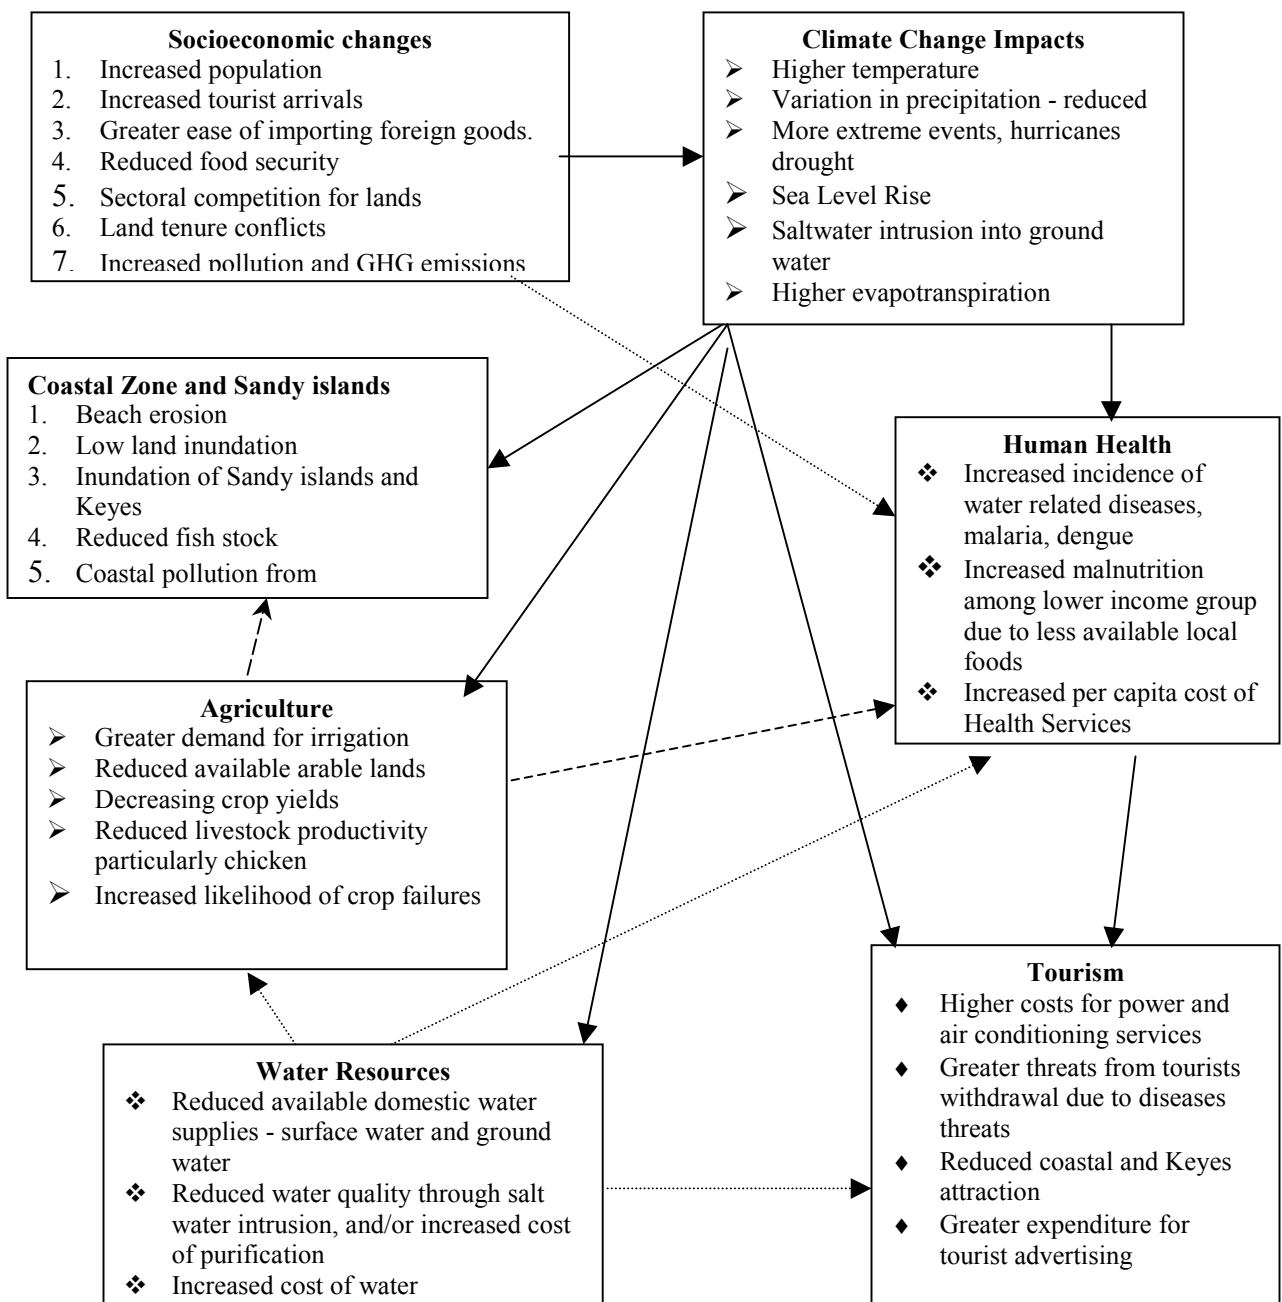 Socioeconomic changes
1. Increased population
2. Increased tourist arrivals
3. Greater ease of importing foreign goods.
4. Reduced food security
5. Sectoral competition for lands
6. Land tenure conflicts
7. Increased pollution and GHG emissions
Climate Change Impacts
➢ Higher temperature
➢ Variation in precipitation - reduced
➢ More extreme events, hurricanes
drought
➢ Sea Level Rise
➢ Saltwater intrusion into ground
water
➢ Higher evapotranspiration
Coastal Zone and Sandy islands
1. Beach erosion
2. Low land inundation
3. Inundation of Sandy islands and
Keyes
4. Reduced fish stock
5. Coastal pollution from
Human Health
❖ Increased incidence of
water related diseases,
malaria, dengue
❖ Increased malnutrition
among lower income group
due to less available local
foods
❖ Increased per capita cost of
Health Services
Agriculture
➢ Greater demand for irrigation
➢ Reduced available arable lands
➢ Decreasing crop yields
➢ Reduced livestock productivity
particularly chicken
➢ Increased likelihood of crop failures
Water Resources
❖ Reduced available domestic water
supplies - surface water and ground
water
❖ Reduced water quality through salt
water intrusion, and/or increased cost
of purification
❖ Increased cost of water
Tourism
♦ Higher costs for power and
air conditioning services
♦ Greater threats from tourists
withdrawal due to diseases
threats
♦ Reduced coastal and Keyes
attraction
♦ Greater expenditure for
tourist advertising